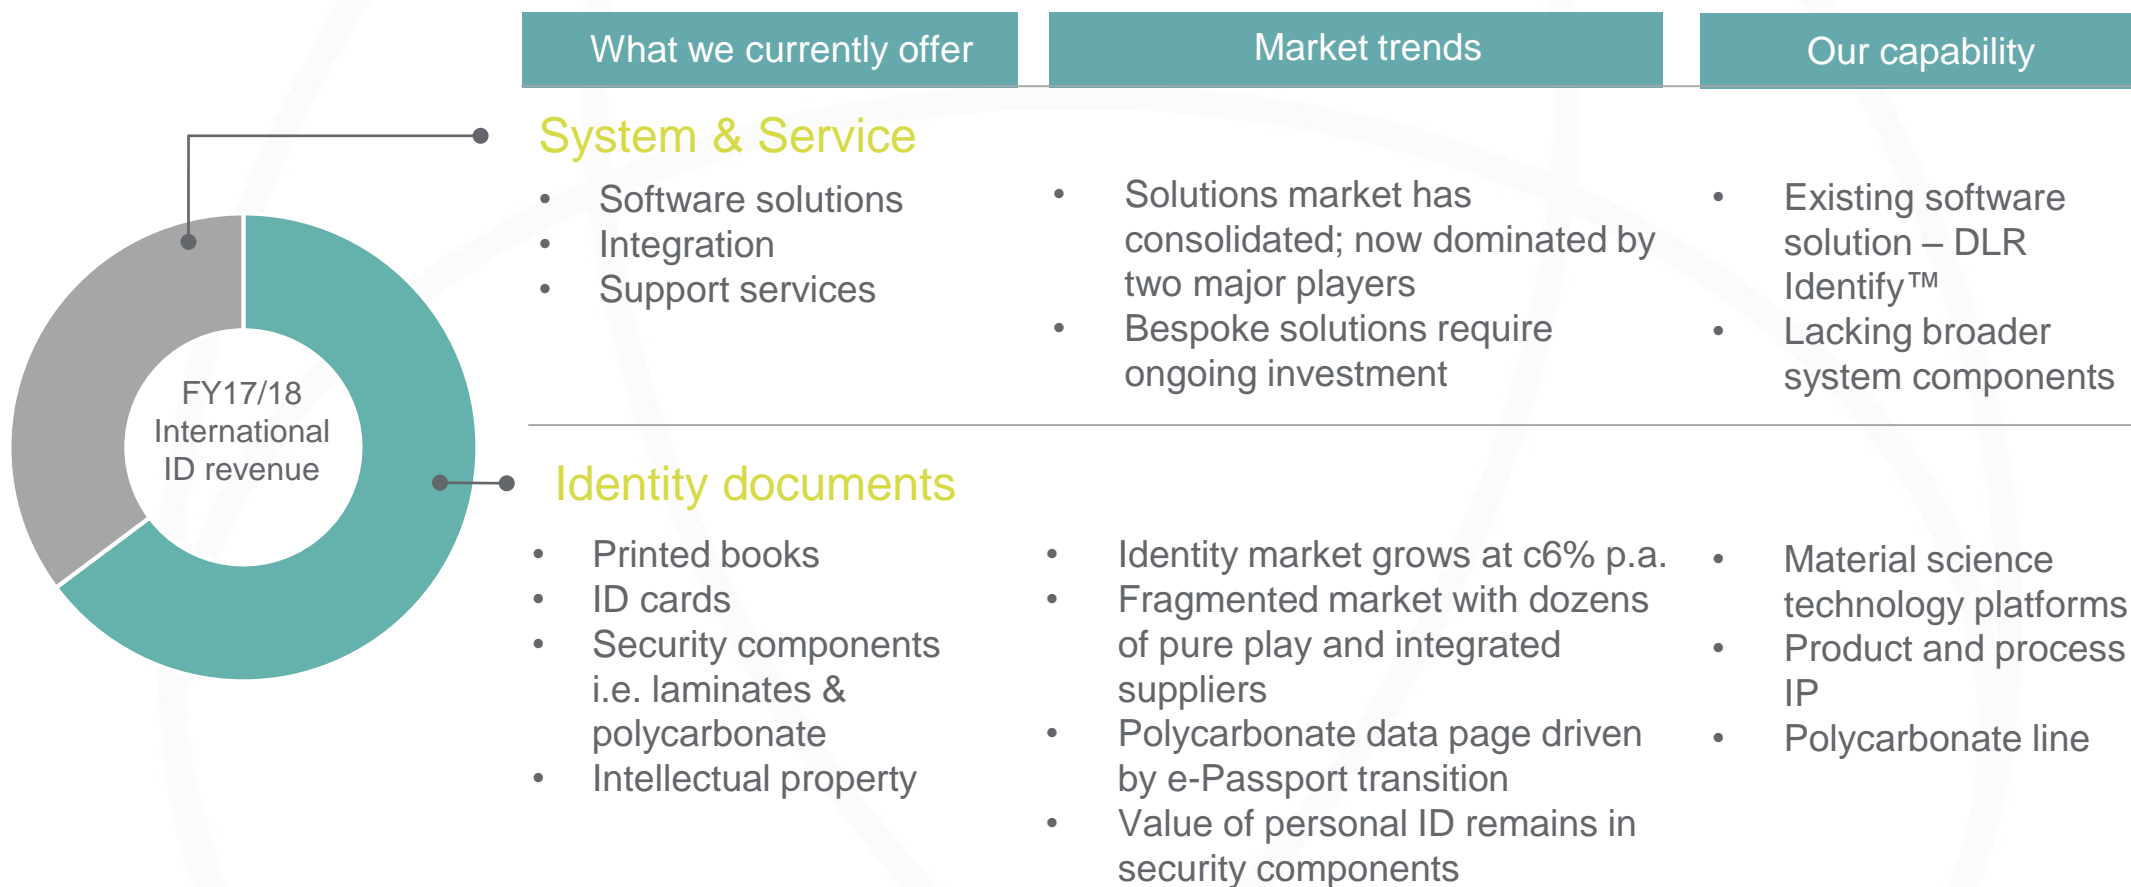 What we currently offer
Market trends
Our capability
FY17/18
International
ID revenue
System & Service
• Software solutions
• Integration
• Support services
• Solutions market has
consolidated; now dominated by
two major players
• Bespoke solutions require
ongoing investment
• Existing software
solution – DLR
Identify™
• Lacking broader
system components
Identity documents
• Printed books
• ID cards
• Security components
i.e. laminates &
polycarbonate
• Intellectual property
• Identity market grows at c6% p.a.
• Fragmented market with dozens
of pure play and integrated
suppliers
• Polycarbonate data page driven
by e-Passport transition
• Value of personal ID remains in
security components
• Material science
technology platforms
• Product and process
IP
• Polycarbonate line